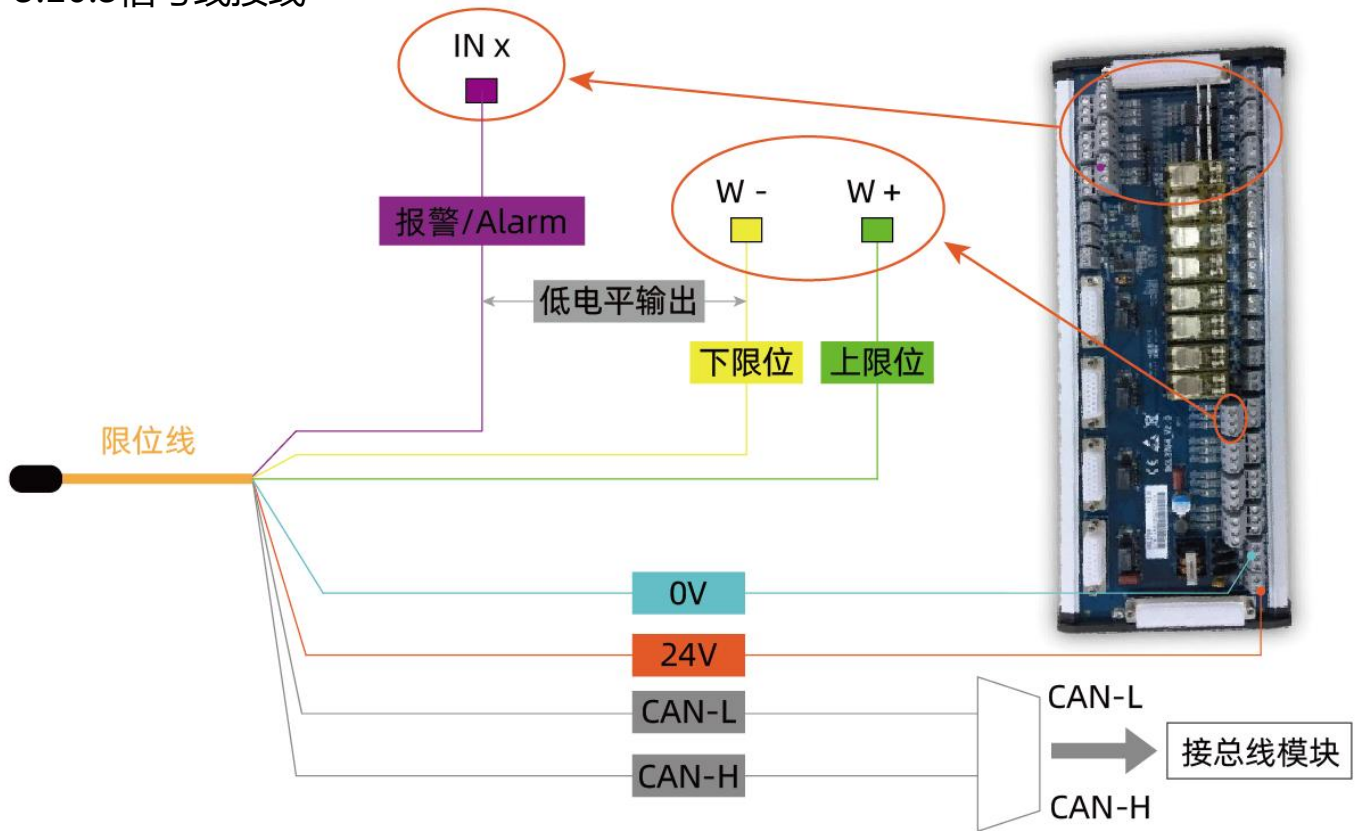 IN x
W -
W +
报警/Alarm
低电平输出
下限位
上限位
限位线
0V
24V
CAN-L
CAN-H
CAN-L
CAN-H
接总线模块